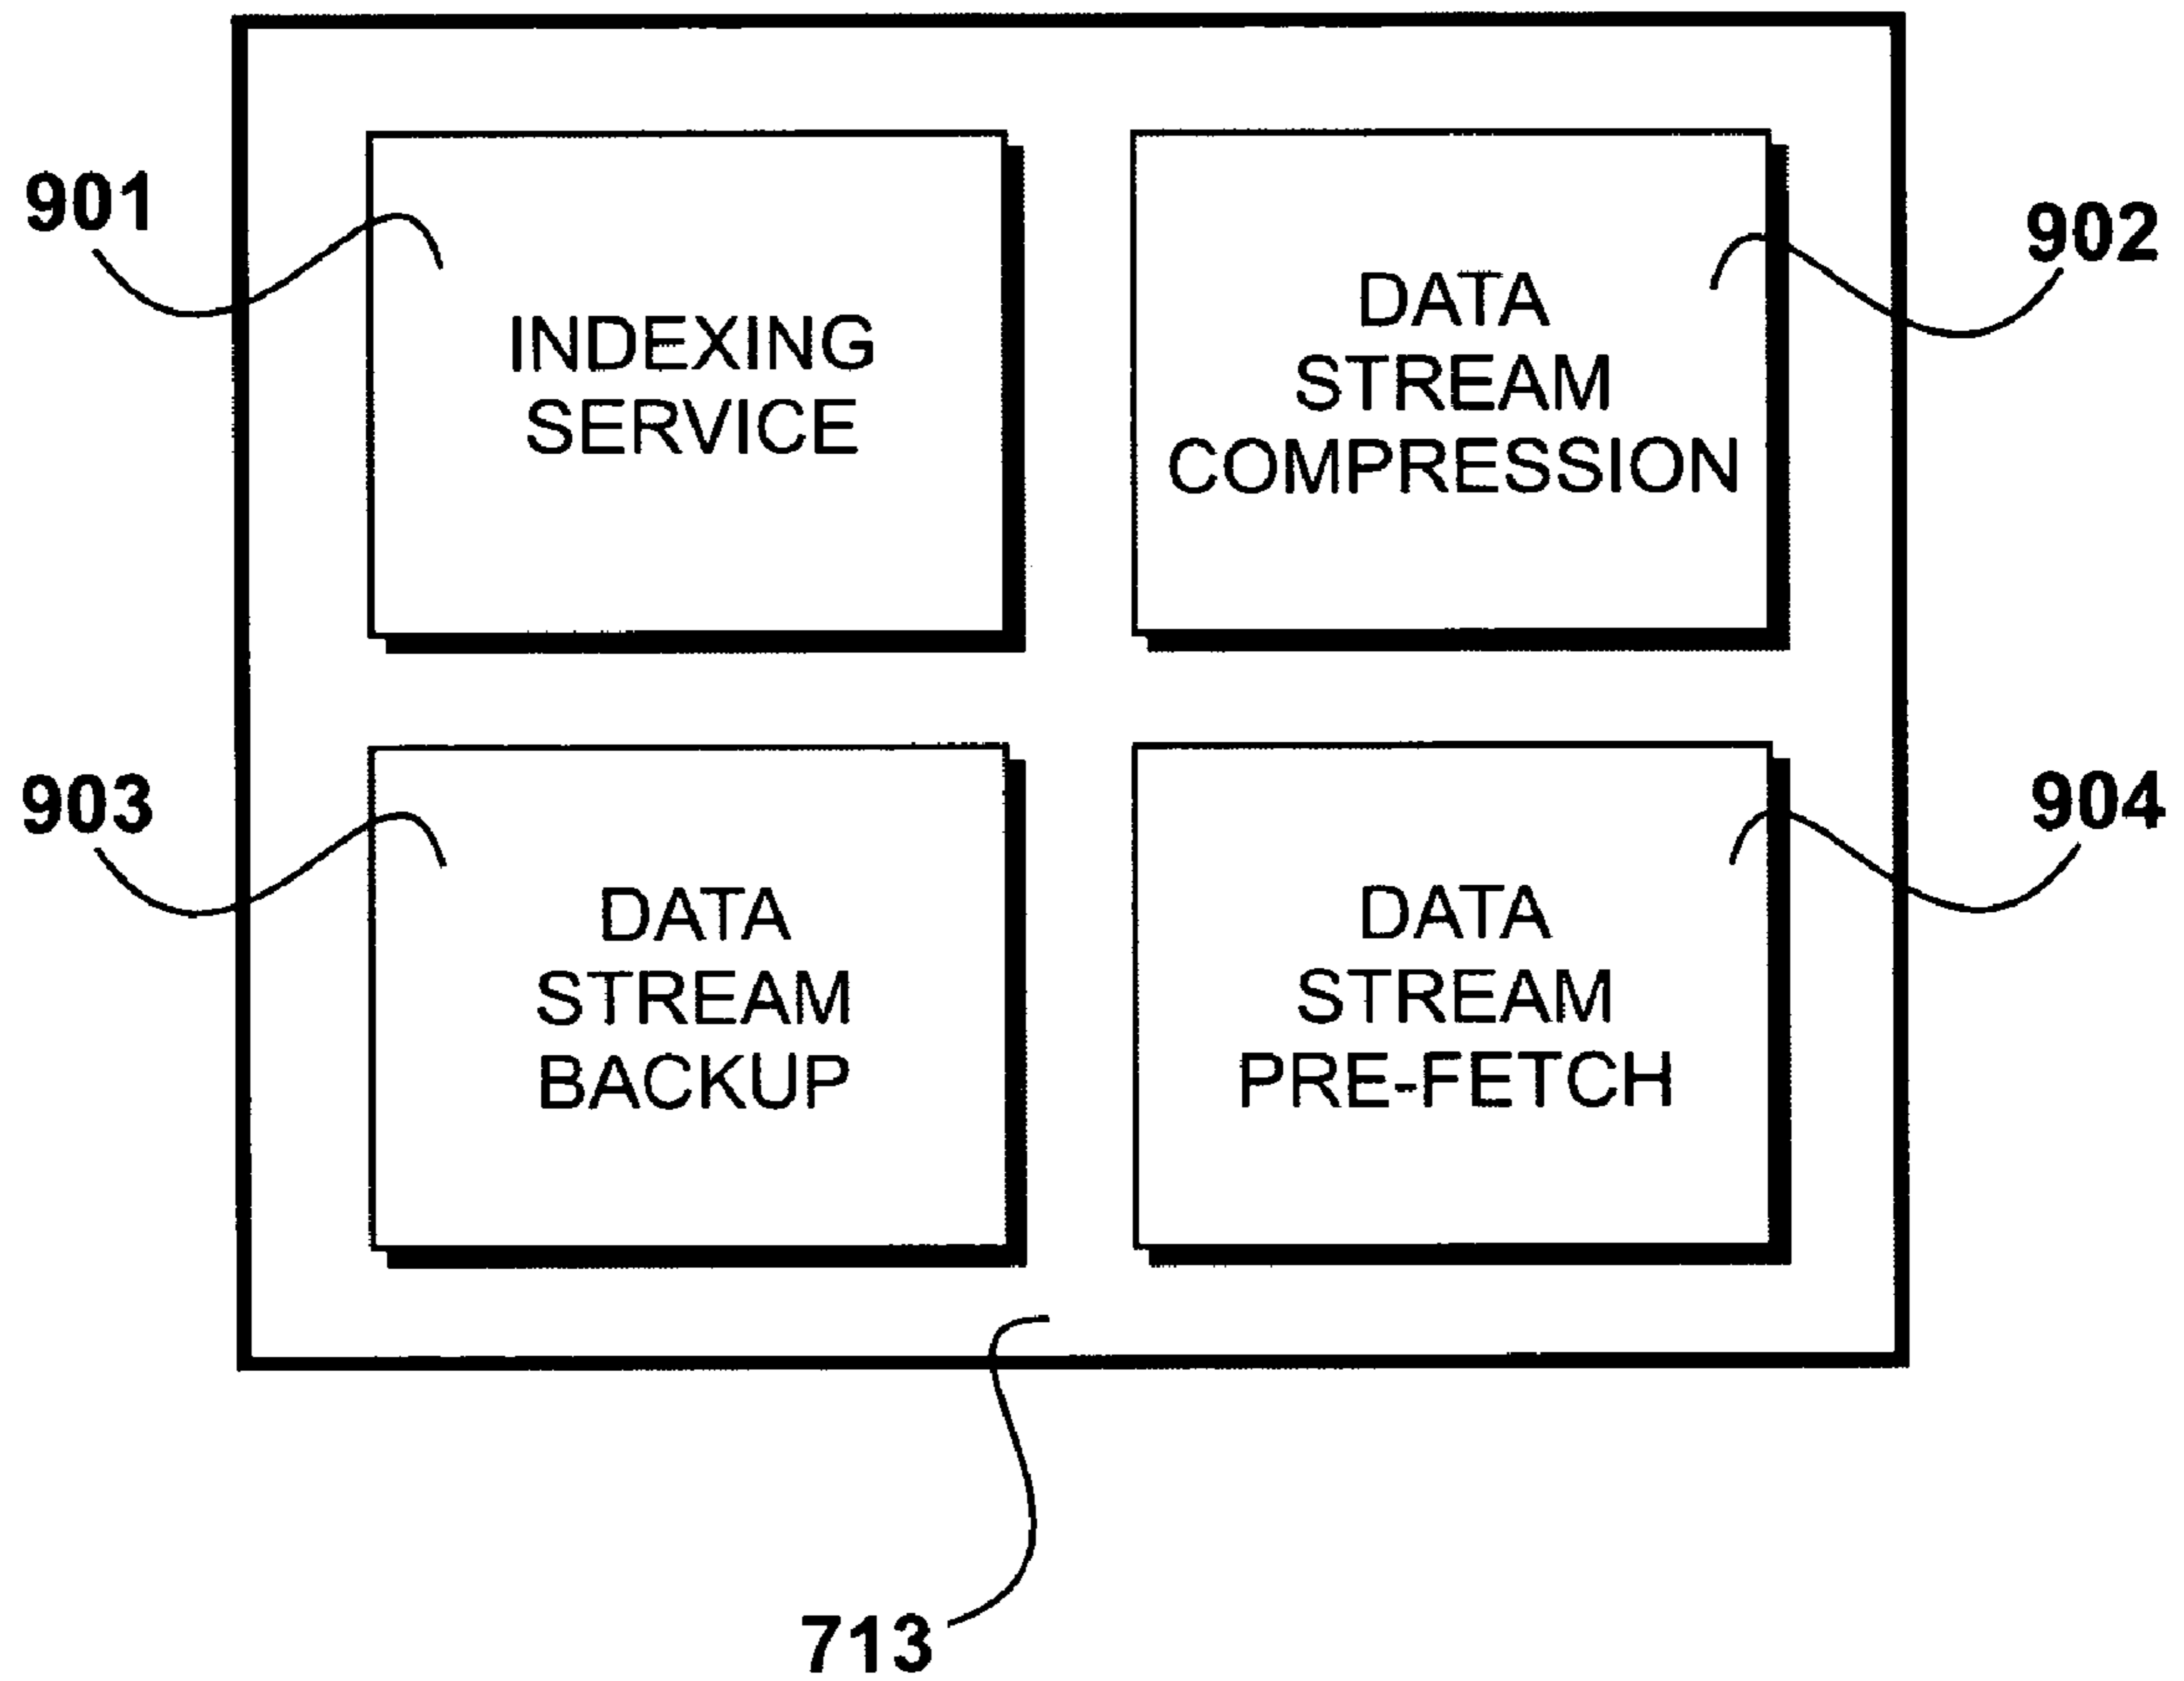 901
INDEXING
SERVICE
DATA
STREAM
COMPRESSION
902
903
DATA
STREAM
BACKUP
DATA
STREAM
PRE-FETCH
904
713